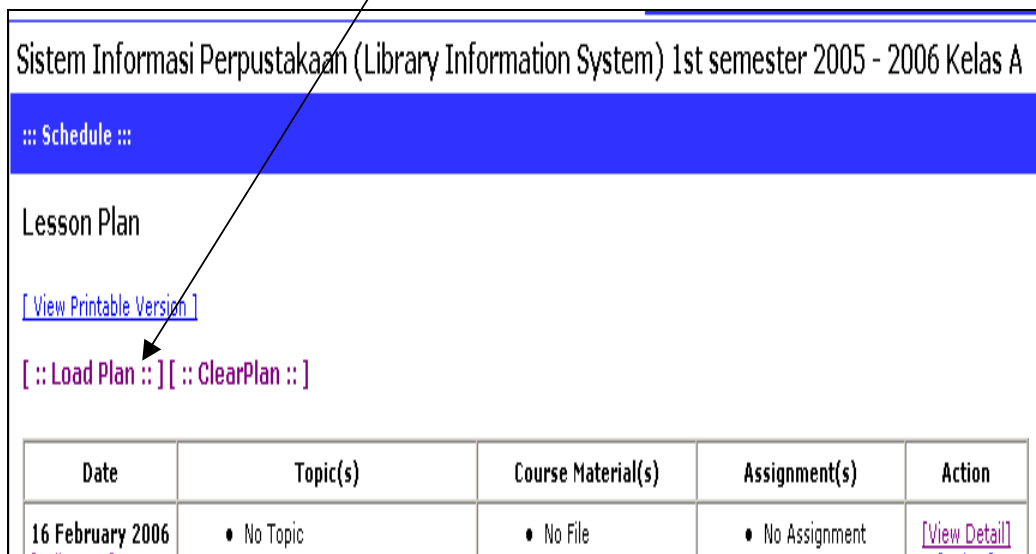 Sistem Informasi Perpustakaan (Library Information System) 1st semester 2005 - 2006 Kelas A
::: Schedule :::
Lesson Plan
[ View Printable Version ]
[ :: Load Plan :: ] [ :: ClearPlan :: ]
Date Topic(s) Course Material(s) Assignment(s) Action
16 February 2006 • No Topic • No File • No Assignment [View Detail]